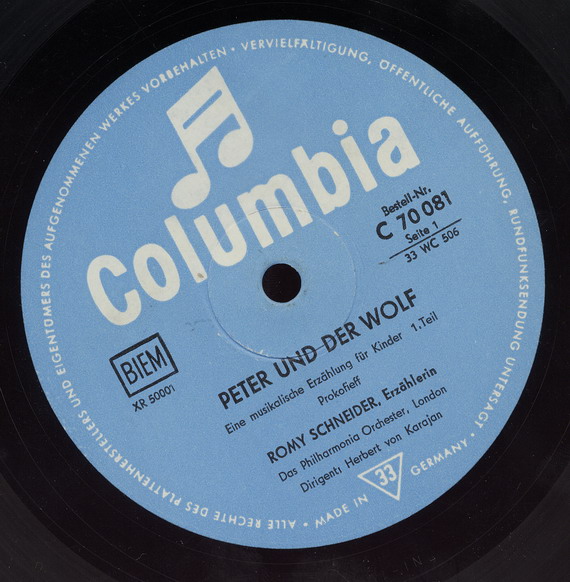 ALLE RECHTE DES PLATTENHERSTELLERS UND EIGENTÜMERS DES AUFGENOMMENEN WERKES VORBEHALTEN • VERVIELFÄLTIGUNG, ÖFFENTLICHE AUFFÜHRUNG, RUNDFUNKSENDUNG UNTERSAGT •
Columbia
Bestell-Nr.
C 70 081
Seite 1
33 WC 506
BIEM
XR 50001
PETER UND DER WOLF
Eine musikalische Erzählung für Kinder 1.Teil
Prokofieff
ROMY SCHNEIDER, Erzählerin
Das Philharmonia Orchester, London
Dirigent: Herbert von Karajan
• MADE IN 33 GERMANY •